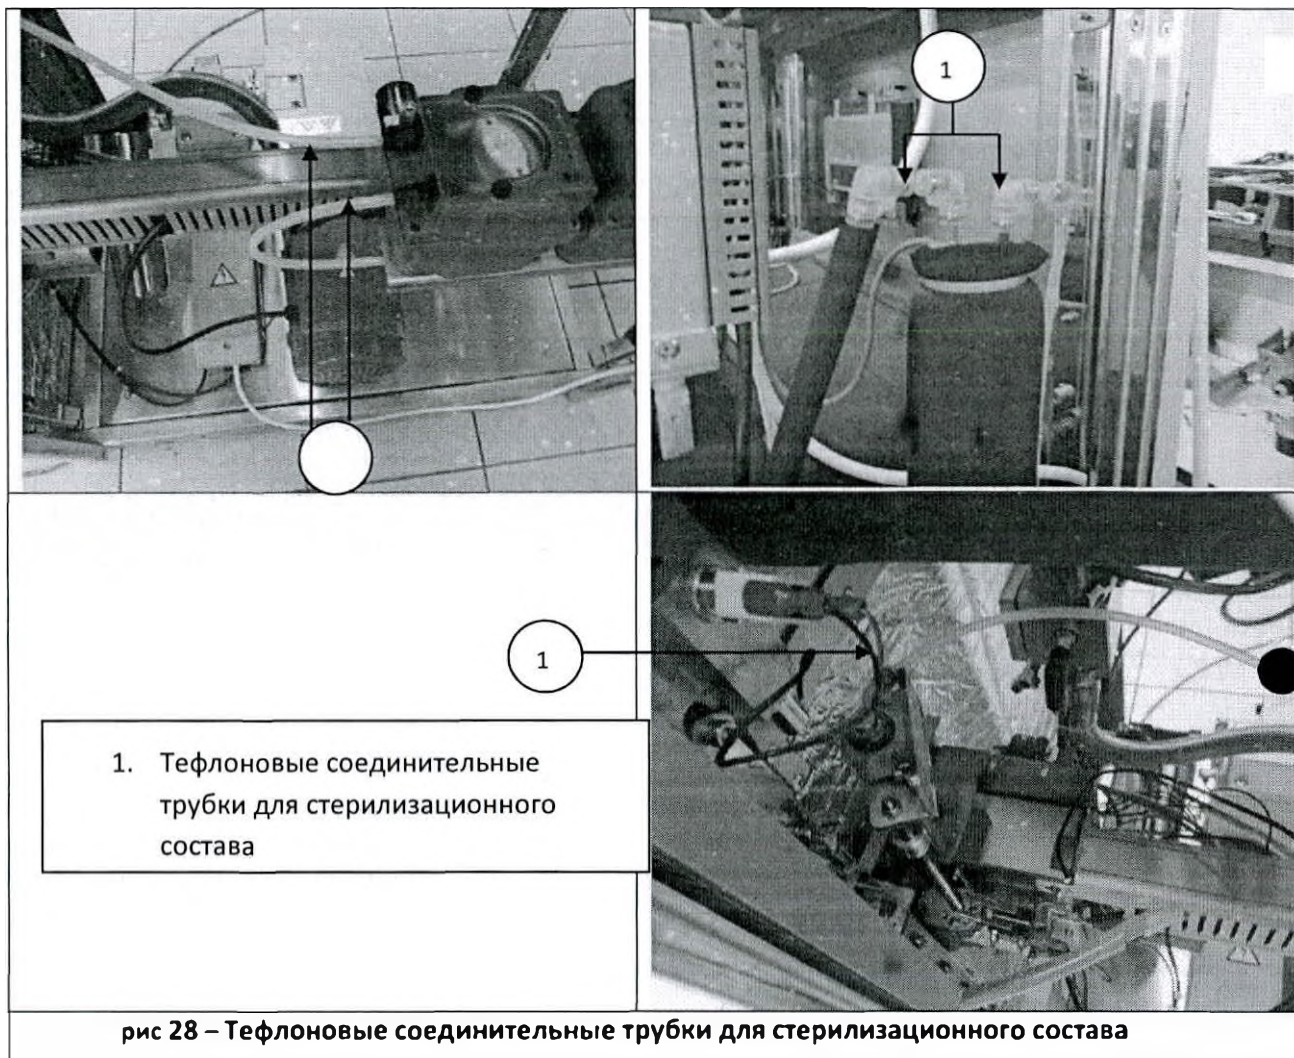 1
1
1. Тефлоновые соединительные
трубки для стерилизационного
состава
рис 28 – Тефлоновые соединительные трубки для стерилизационного состава